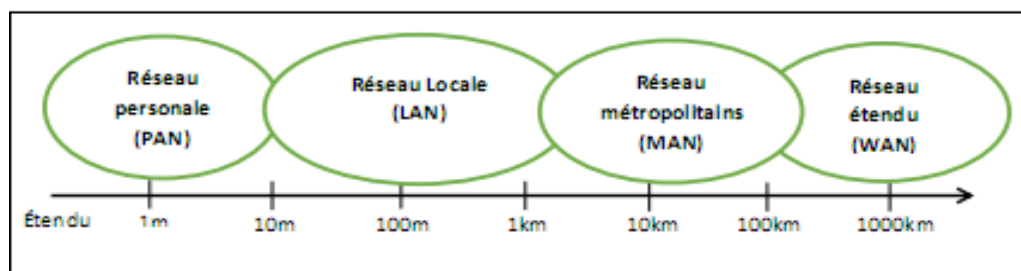 Réseau
personale
(PAN)
Réseau Locale
(LAN)
Réseau
métropolitains
(MAN)
Réseau
étendu
(WAN)
Étendu 1m 10m 100m 1km 10km 100km 1000km